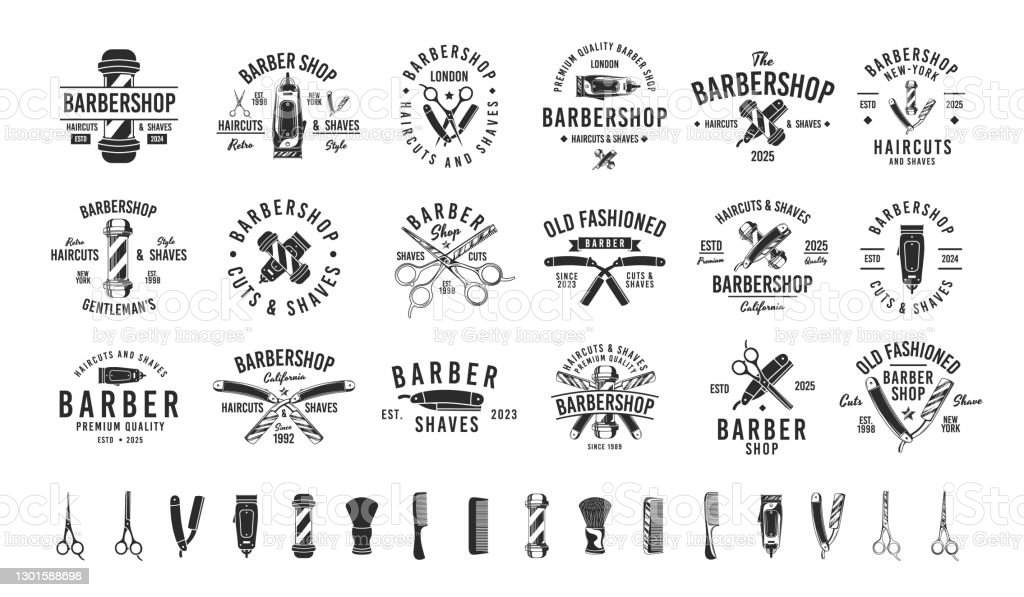 BARBERSHOP
HAIRCUTS & SHAVES
ESTD 2024
BARBER SHOP
EST. 1998 NEW YORK
HAIRCUTS & SHAVES
Retro Style
BARBERSHOP
LONDON
HAIRCUTS AND SHAVES
PREMIUM QUALITY BARBER SHOP
LONDON
BARBERSHOP
HAIRCUTS & SHAVES
The
BARBERSHOP
HAIRCUTS & SHAVES
2025
BARBERSHOP
NEW-YORK
ESTD 2025
HAIRCUTS
AND SHAVES
BARBERSHOP
Retro Style
HAIRCUTS & SHAVES
NEW YORK EST. 1998
GENTLEMAN'S
BARBERSHOP
CUTS & SHAVES
BARBER
Shop
SHAVES CUTS
EST. 1998
OLD FASHIONED
BARBER
SINCE 2023 CUTS & SHAVES
HAIRCUTS & SHAVES
ESTD 2025
Premium Quality
BARBERSHOP
California
BARBERSHOP
ESTD 2024
CUTS & SHAVES
HAIRCUTS AND SHAVES
BARBER
PREMIUM QUALITY
ESTD • 2025
BARBERSHOP
California
HAIRCUTS & SHAVES
Since
1992
BARBER
EST. 2023
SHAVES
HAIRCUTS & SHAVES
PREMIUM QUALITY
BARBERSHOP
SINCE 1989
ESTD 2025
BARBER
SHOP
OLD FASHIONED
BARBER
SHOP
Cuts Shave
EST. 1998 NEW YORK
iStock
by Getty Images™
1301588698